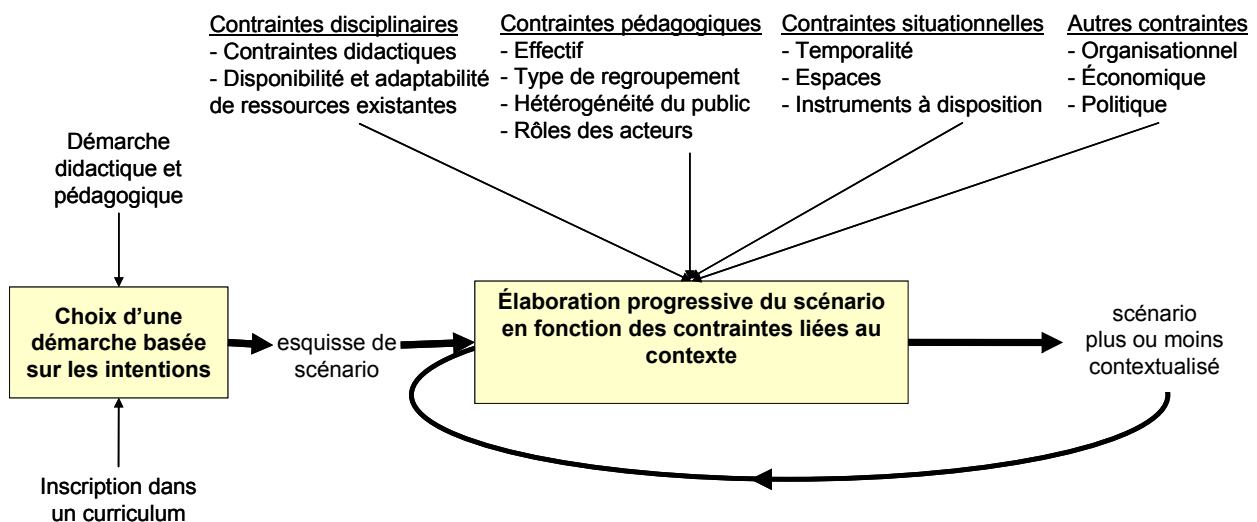 Contraintes disciplinaires
- Contraintes didactiques
- Disponibilité et adaptabilité
de ressources existantes
Contraintes pédagogiques
- Effectif
- Type de regroupement
- Hétérogénéité du public
- Rôles des acteurs
Contraintes situationnelles
- Temporalité
- Espaces
- Instruments à disposition
Autres contraintes
- Organisationnel
- Économique
- Politique
Démarche
didactique et
pédagogique
Choix d'une
démarche basée
sur les intentions
Inscription dans
un curriculum
esquisse de
scénario
Élaboration progressive du scénario
en fonction des contraintes liées au
contexte
scénario
plus ou moins
contextualisé